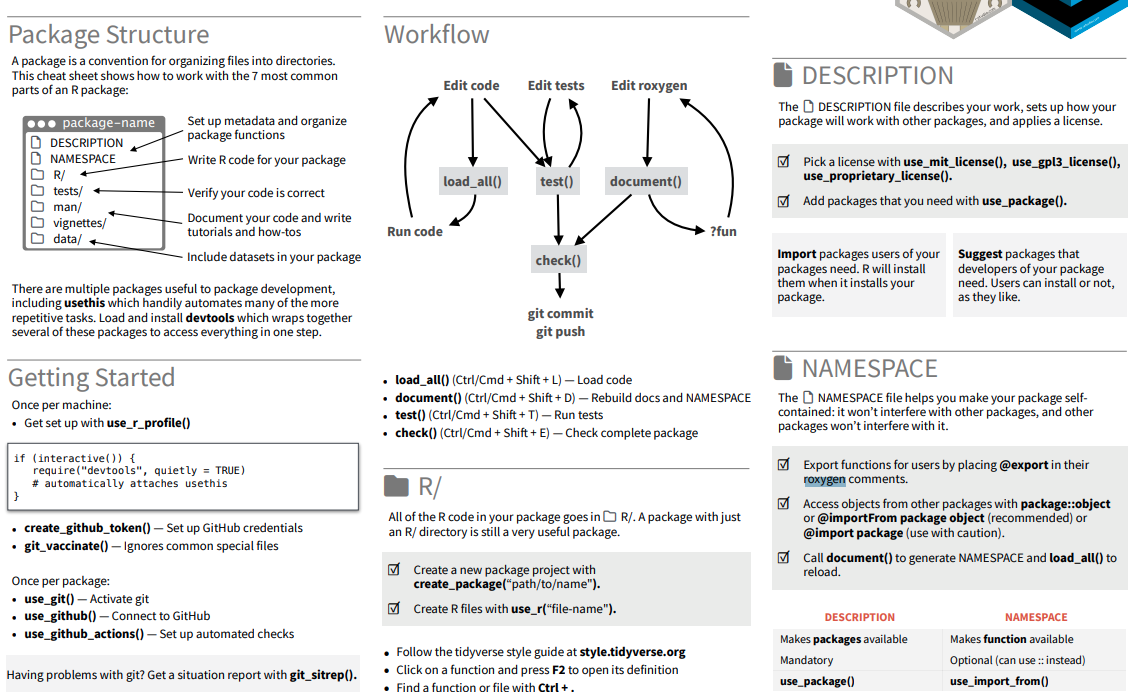 Package Structure
A package is a convention for organizing files into directories.
This cheat sheet shows how to work with the 7 most common
parts of an R package:
package-name
DESCRIPTION
NAMESPACE
R/
tests/
man/
vignettes/
data/
Set up metadata and organize
package functions
Write R code for your package
Verify your code is correct
Document your code and write
tutorials and how-tos
Include datasets in your package
There are multiple packages useful to package development,
including usethis which handily automates many of the more
repetitive tasks. Load and install devtools which wraps together
several of these packages to access everything in one step.
Getting Started
Once per machine:
• Get set up with use_r_profile()
if (interactive()) {
require("devtools", quietly = TRUE)
# automatically attaches usethis
}
• create_github_token() — Set up GitHub credentials
• git_vaccinate() — Ignores common special files
Once per package:
• use_git() — Activate git
• use_github() — Connect to GitHub
• use_github_actions() — Set up automated checks
Having problems with git? Get a situation report with git_sitrep().
Workflow
Edit code
Edit tests
Edit roxygen
load_all()
test()
document()
Run code
?fun
check()
git commit
git push
• load_all() (Ctrl/Cmd + Shift + L) — Load code
• document() (Ctrl/Cmd + Shift + D) — Rebuild docs and NAMESPACE
• test() (Ctrl/Cmd + Shift + T) — Run tests
• check() (Ctrl/Cmd + Shift + E) — Check complete package
R/
All of the R code in your package goes in R/. A package with just
an R/ directory is still a very useful package.
☑ Create a new package project with
create_package("path/to/name").
☑ Create R files with use_r("file-name").
• Follow the tidyverse style guide at style.tidyverse.org
• Click on a function and press F2 to open its definition
• Find a function or file with Ctrl + .
DESCRIPTION
The DESCRIPTION file describes your work, sets up how your
package will work with other packages, and applies a license.
☑ Pick a license with use_mit_license(), use_gpl3_license(),
use_proprietary_license().
☑ Add packages that you need with use_package().
Import packages users of your
packages need. R will install
them when it installs your
package.
Suggest packages that
developers of your package
need. Users can install or not,
as they like.
NAMESPACE
The NAMESPACE file helps you make your package self-
contained: it won't interfere with other packages, and other
packages won't interfere with it.
☑ Export functions for users by placing @export in their
roxygen comments.
☑ Access objects from other packages with package::object
or @importFrom package object (recommended) or
@import package (use with caution).
☑ Call document() to generate NAMESPACE and load_all() to
reload.
DESCRIPTION NAMESPACE
Makes packages available Makes function available
Mandatory Optional (can use :: instead)
use_package() use_import_from()